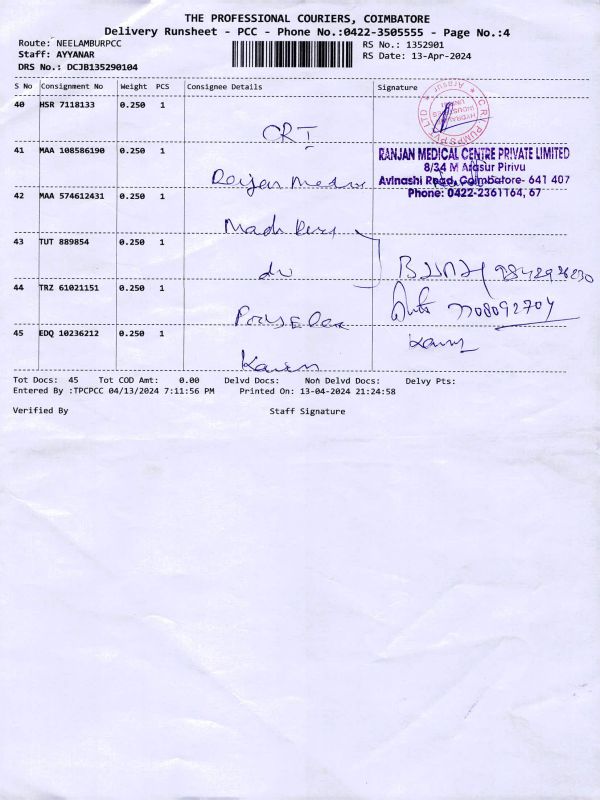 THE PROFESSIONAL COURIERS, COIMBATORE
Delivery Runsheet - PCC - Phone No.:0422-3505555 - Page No.:4
Route: NEELAMBURPCC
RS No.: 1352901
Staff: AYYANAR
RS Date: 13-Apr-2024
DRS No.: DCJB135290104
S No Consignment No Weight PCS Consignee Details Signature
40 HSR 7118133 0.250 1
CRI
41 MAA 108586190 0.250 1
RANJAN MEDICAL CENTRE PRIVATE LIMITED
8/34 M Arasur Pirivu
Avinashi Road, Coimbatore- 641 407
Phone: 0422-2361164, 67
42 MAA 574612431 0.250 1
43 TUT 889854 0.250 1
44 TRZ 61021151 0.250 1
7708092704
45 EDQ 10236212 0.250 1
Tot Docs: 45 Tot COD Amt: 0.00 Delvd Docs: Non Delvd Docs: Delvy Pts:
Entered By :TPCPCC 04/13/2024 7:11:56 PM Printed On: 13-04-2024 21:24:58
Verified By Staff Signature